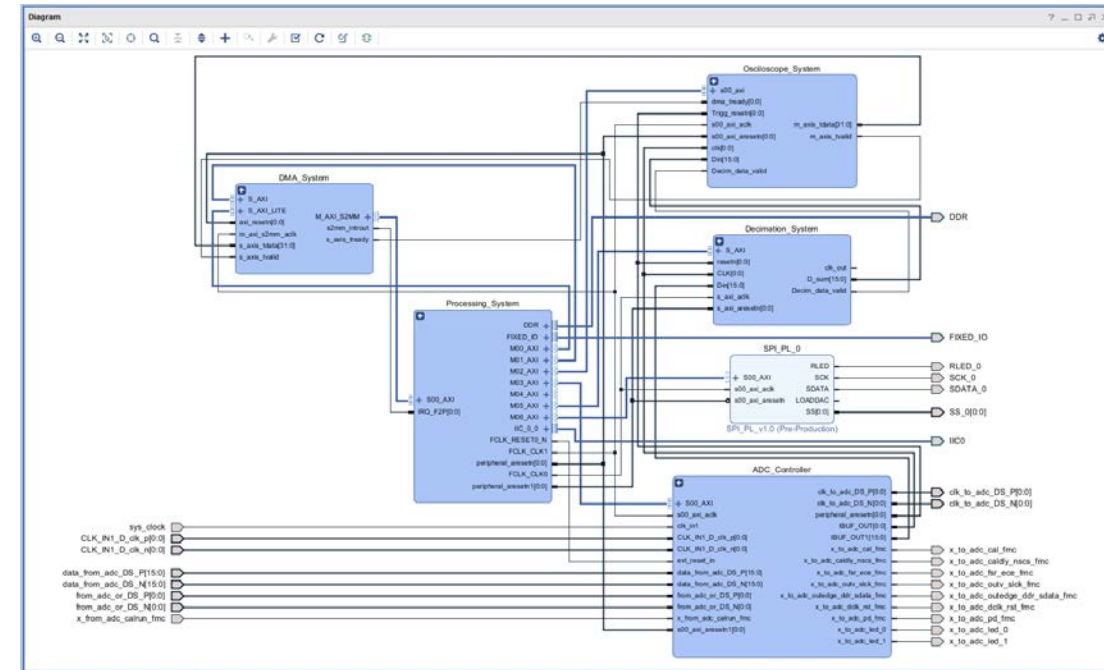 Diagram
Osciloscope_System
s00_axi
dma_tready[0:0]
Trigg_resetn[0:0]
s00_axi_aclk
s00_axi_aresetn[0:0]
clk[0:0]
Din[15:0]
Decim_data_valid
m_axis_tdata[31:0]
m_axis_tvalid
DMA_System
S_AXI
S_AXI_LITE
axi_resetn[0:0]
m_axi_s2mm_aclk
s_axis_tdata[31:0]
s_axis_tvalid
M_AXI_S2MM
s2mm_introut
s_axis_tready
DDR
Decimation_System
S_AXI
resetn[0:0]
CLK[0:0]
Din[15:0]
s_axi_aclk
s_axi_aresetn[0:0]
clk_out
D_sum[15:0]
Decim_data_valid
Processing_System
S00_AXI
IRQ_F2P[0:0]
DDR
FIXED_IO
M00_AXI
M01_AXI
M02_AXI
M03_AXI
M04_AXI
M05_AXI
M06_AXI
IIC_0_0
FCLK_RESET0_N
FCLK_CLK1
peripheral_aresetn[0:0]
FCLK_CLK0
peripheral_aresetn1[0:0]
FIXED_IO
SPI_PL_0
S00_AXI
s00_axi_aclk
s00_axi_aresetn
RLED
SCK
SDATA
LOADDAC
SS[0:0]
SPI_PL_v1.0 (Pre-Production)
RLED_0
SCK_0
SDATA_0
SS_0[0:0]
IIC0
ADC_Controller
S00_AXI
s00_axi_aclk
clk_in1
CLK_IN1_D_clk_p[0:0]
CLK_IN1_D_clk_n[0:0]
ext_reset_in
data_from_adc_DS_P[15:0]
data_from_adc_DS_N[15:0]
from_adc_or_DS_P[0:0]
from_adc_or_DS_N[0:0]
x_from_adc_calrun_fmc
s00_axi_aresetn1[0:0]
clk_to_adc_DS_P[0:0]
clk_to_adc_DS_N[0:0]
peripheral_aresetn[0:0]
IBUF_OUT[0:0]
IBUF_OUT1[15:0]
x_to_adc_cal_fmc
x_to_adc_caldly_nscs_fmc
x_to_adc_fsr_ece_fmc
x_to_adc_outv_slck_fmc
x_to_adc_outedge_ddr_sdata_fmc
x_to_adc_dclk_rst_fmc
x_to_adc_pd_fmc
x_to_adc_led_0
x_to_adc_led_1
sys_clock
CLK_IN1_D_clk_p[0:0]
CLK_IN1_D_clk_n[0:0]
data_from_adc_DS_P[15:0]
data_from_adc_DS_N[15:0]
from_adc_or_DS_P[0:0]
from_adc_or_DS_N[0:0]
x_from_adc_calrun_fmc
clk_to_adc_DS_P[0:0]
clk_to_adc_DS_N[0:0]
x_to_adc_cal_fmc
x_to_adc_caldly_nscs_fmc
x_to_adc_fsr_ece_fmc
x_to_adc_outv_slck_fmc
x_to_adc_outedge_ddr_sdata_fmc
x_to_adc_dclk_rst_fmc
x_to_adc_pd_fmc
x_to_adc_led_0
x_to_adc_led_1